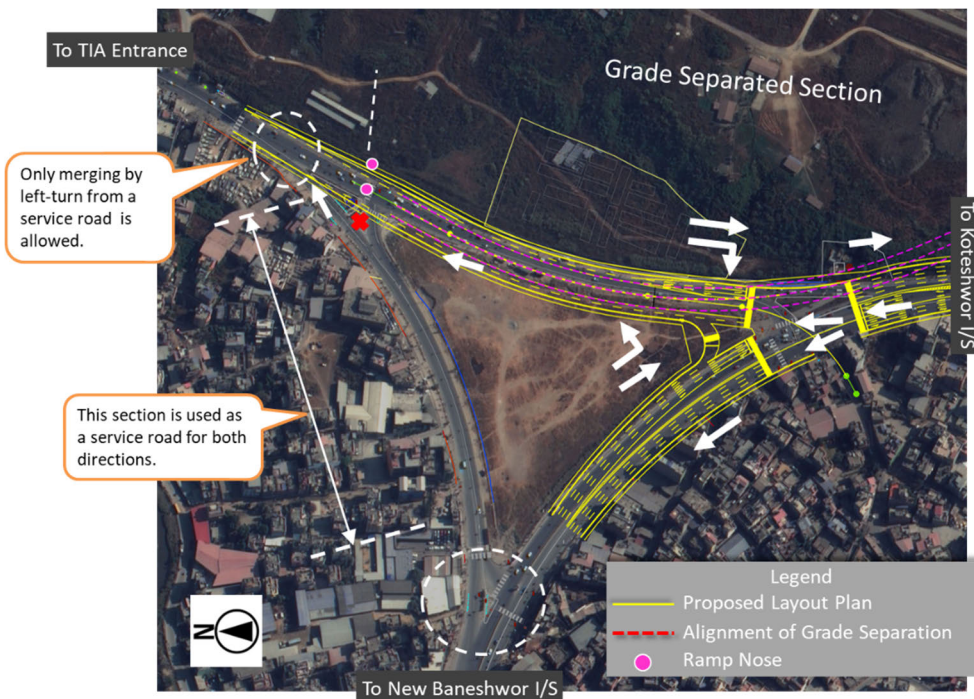 To TIA Entrance
Grade Separated Section
Only merging by
left-turn from a
service road is
allowed.
To Koteshwor I/S
This section is used as
a service road for both
directions.
N
Legend
Proposed Layout Plan
Alignment of Grade Separation
Ramp Nose
To New Baneshwor I/S